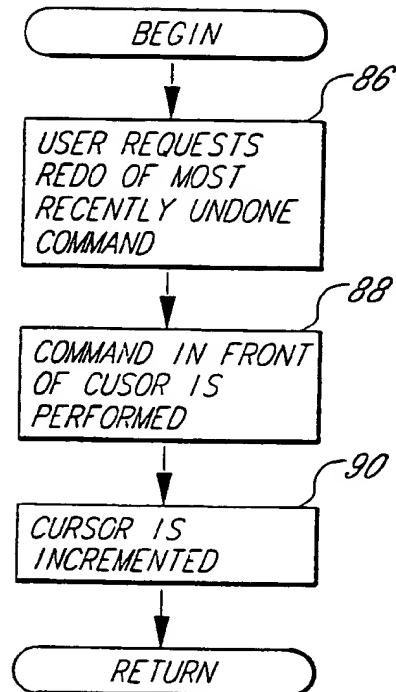 BEGIN
86
USER REQUESTS
REDO OF MOST
RECENTLY UNDONE
COMMAND
88
COMMAND IN FRONT
OF CUSOR IS
PERFORMED
90
CURSOR IS
INCREMENTED
RETURN